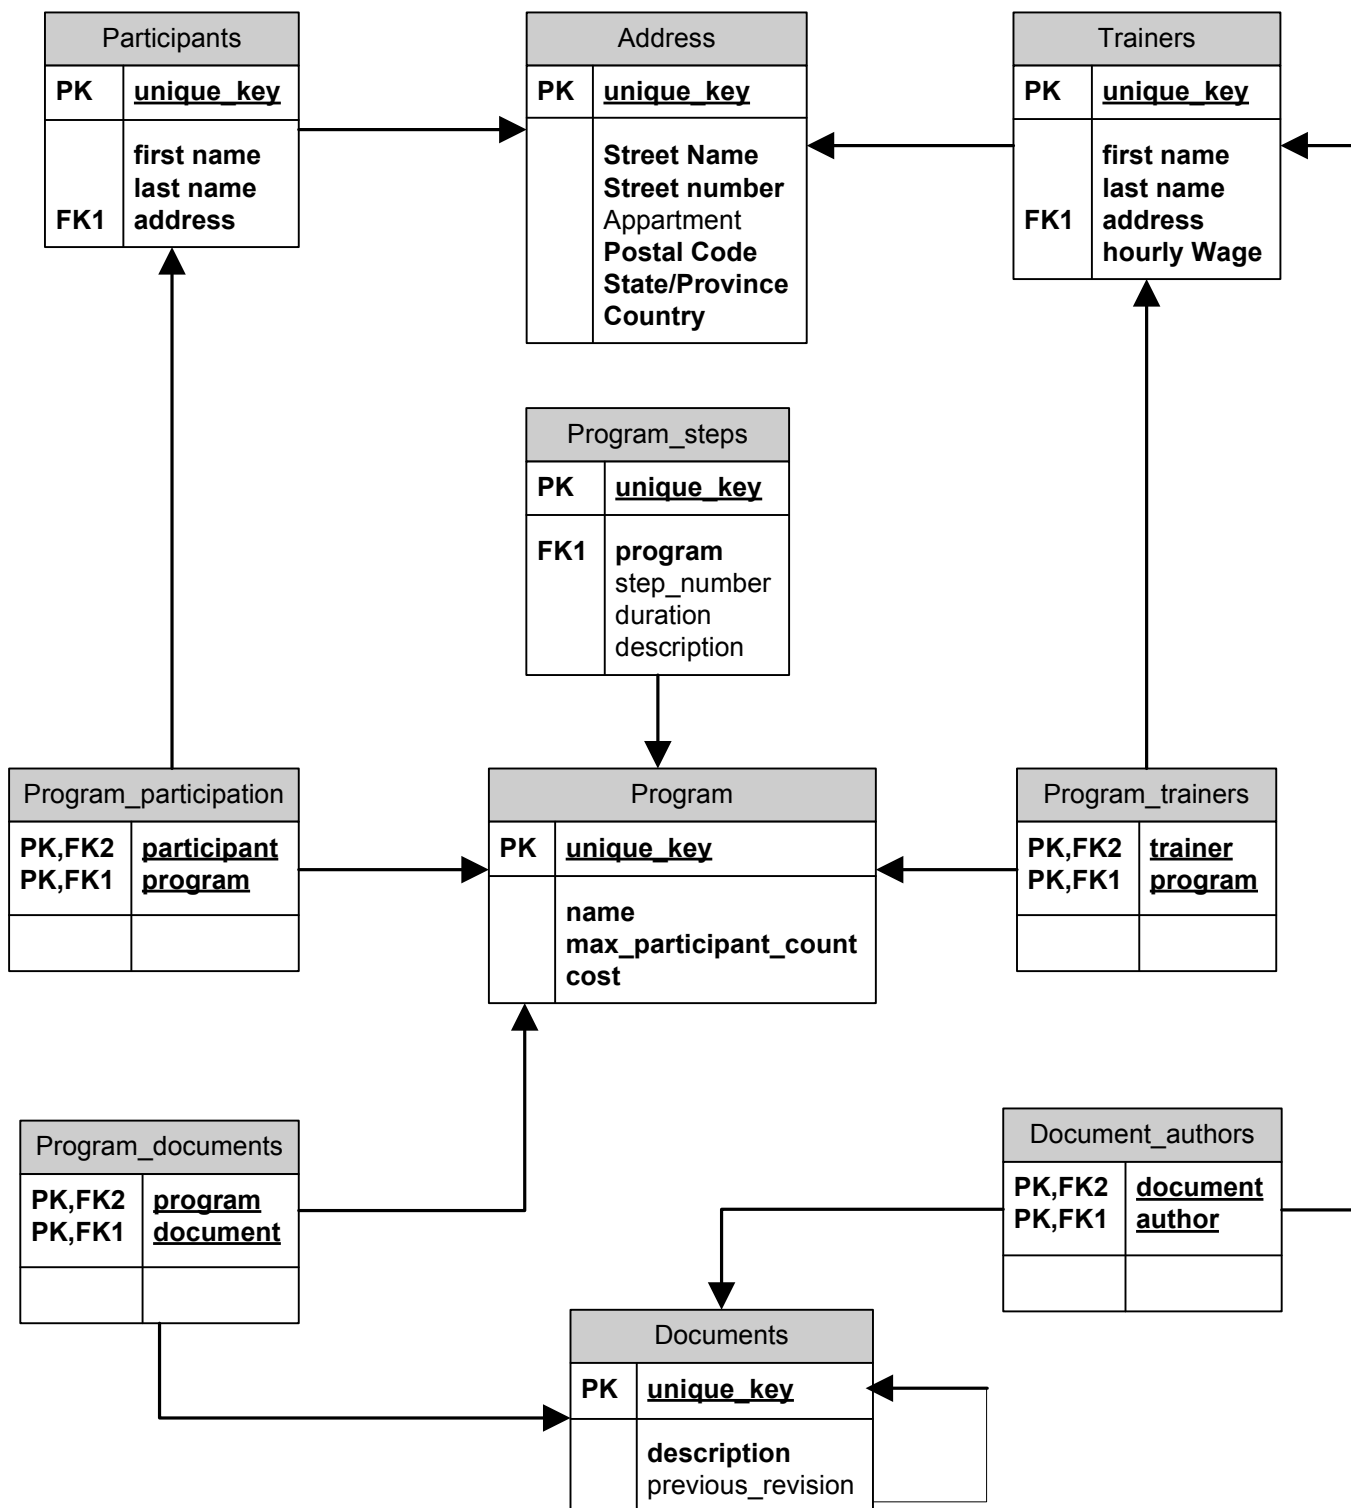 Participants
PK unique_key
first name
last name
FK1 address
Address
PK unique_key
Street Name
Street number
Appartment
Postal Code
State/Province
Country
Trainers
PK unique_key
first name
last name
FK1 address
hourly Wage
Program_steps
PK unique_key
FK1 program
step_number
duration
description
Program_participation
PK,FK2 participant
PK,FK1 program
Program
PK unique_key
name
max_participant_count
cost
Program_trainers
PK,FK2 trainer
PK,FK1 program
Program_documents
PK,FK2 program
PK,FK1 document
Document_authors
PK,FK2 document
PK,FK1 author
Documents
PK unique_key
description
previous_revision